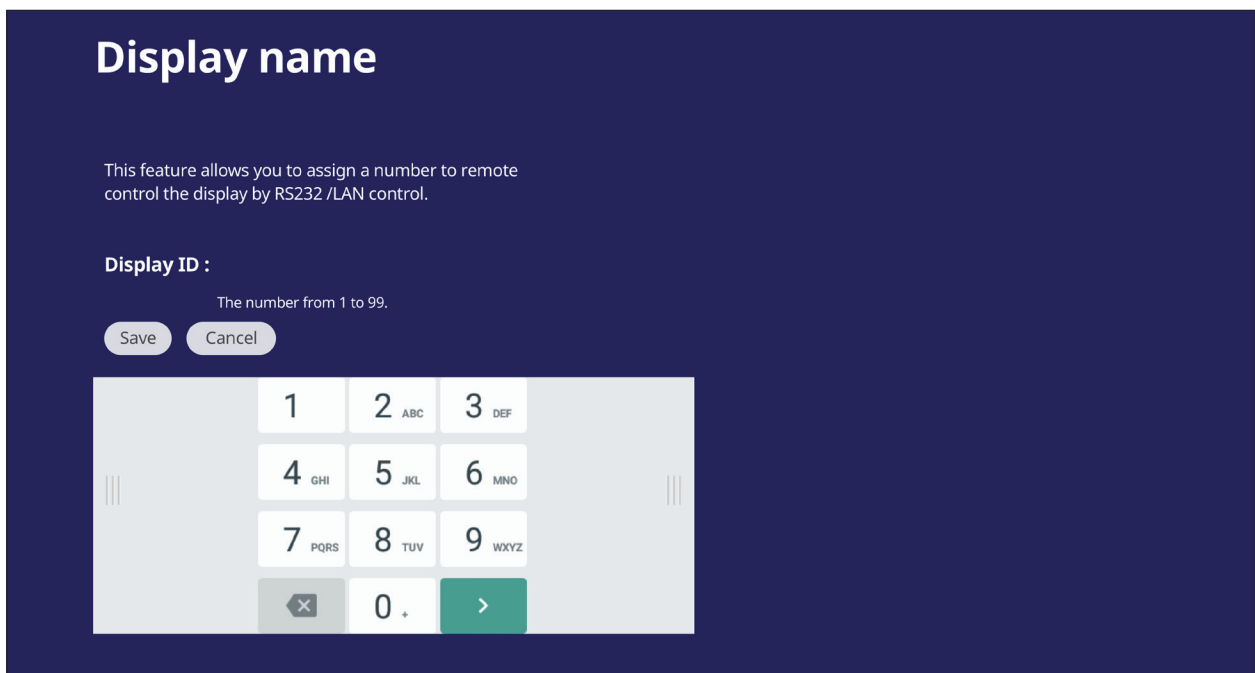 Display name
This feature allows you to assign a number to remote
control the display by RS232 /LAN control.
Display ID :
The number from 1 to 99.
Save Cancel
1 2 ABC 3 DEF
4 GHI 5 JKL 6 MNO
7 PQRS 8 TUV 9 WXYZ
0 +